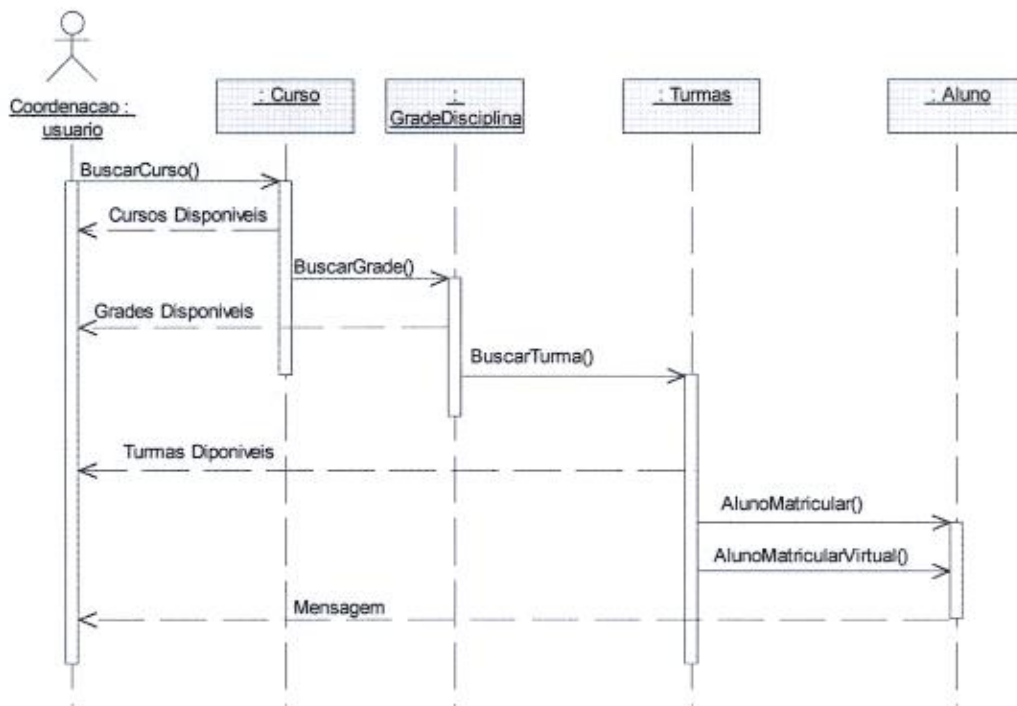 Coordenacao :
usuario
: Curso
:
GradeDisciplina
: Turmas
: Aluno
BuscarCurso()
Cursos Disponiveis
BuscarGrade()
Grades Disponiveis
BuscarTurma()
Turmas Diponiveis
AlunoMatricular()
AlunoMatricularVirtual()
Mensagem